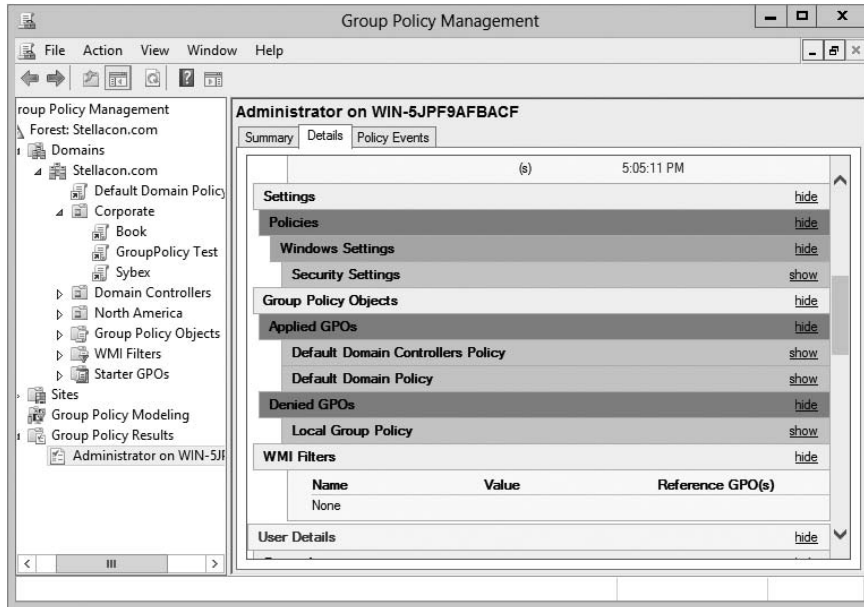 Group Policy Management
File Action View Window Help
roup Policy Management
Forest: Stellacon.com
Domains
Stellacon.com
Default Domain Policy
Corporate
Book
GroupPolicy Test
Sybex
Domain Controllers
North America
Group Policy Objects
WMI Filters
Starter GPOs
Sites
Group Policy Modeling
Group Policy Results
Administrator on WIN-5JF
Administrator on WIN-5JPF9AFBACF
Summary Details Policy Events
(s) 5:05:11 PM
Settings hide
Policies hide
Windows Settings hide
Security Settings show
Group Policy Objects hide
Applied GPOs hide
Default Domain Controllers Policy show
Default Domain Policy show
Denied GPOs hide
Local Group Policy show
WMI Filters hide
Name Value Reference GPO(s)
None
User Details hide